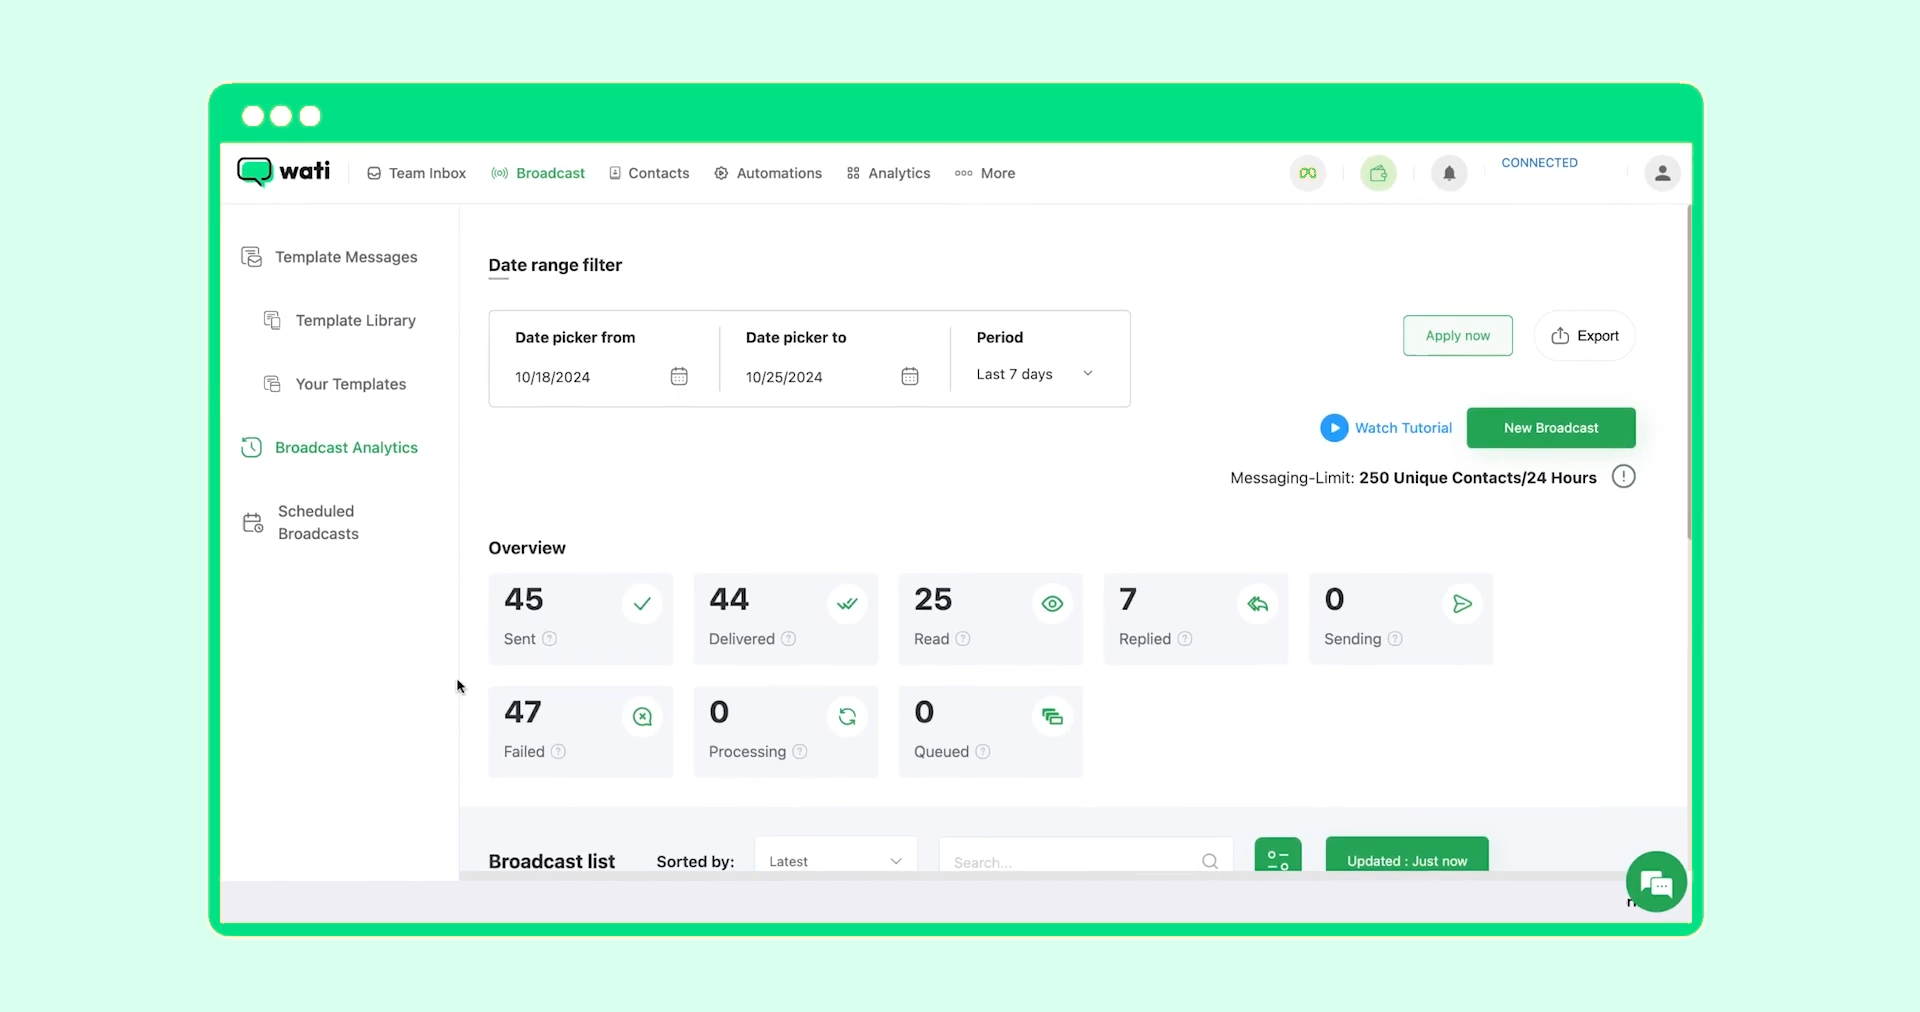 wati
Team Inbox
Broadcast
Contacts
Automations
Analytics
More
CONNECTED
Template Messages
Template Library
Your Templates
Broadcast Analytics
Scheduled
Broadcasts
Date range filter
Date picker from
10/18/2024
Date picker to
10/25/2024
Period
Last 7 days
Apply now
Export
Watch Tutorial
New Broadcast
Messaging-Limit: 250 Unique Contacts/24 Hours
Overview
45
Sent
44
Delivered
25
Read
7
Replied
0
Sending
47
Failed
0
Processing
0
Queued
Broadcast list
Sorted by:
Latest
Search...
Updated : Just now